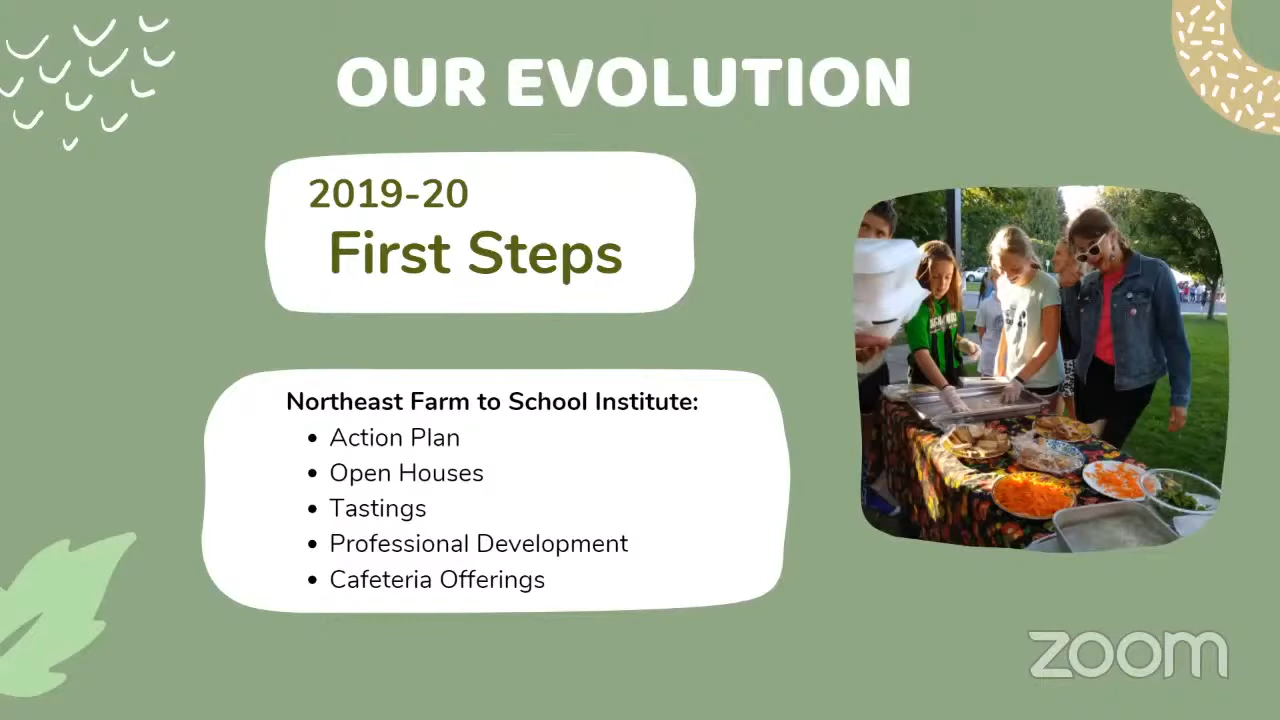 OUR EVOLUTION
2019-20
First Steps
Northeast Farm to School Institute:
• Action Plan
• Open Houses
• Tastings
• Professional Development
• Cafeteria Offerings
zoom